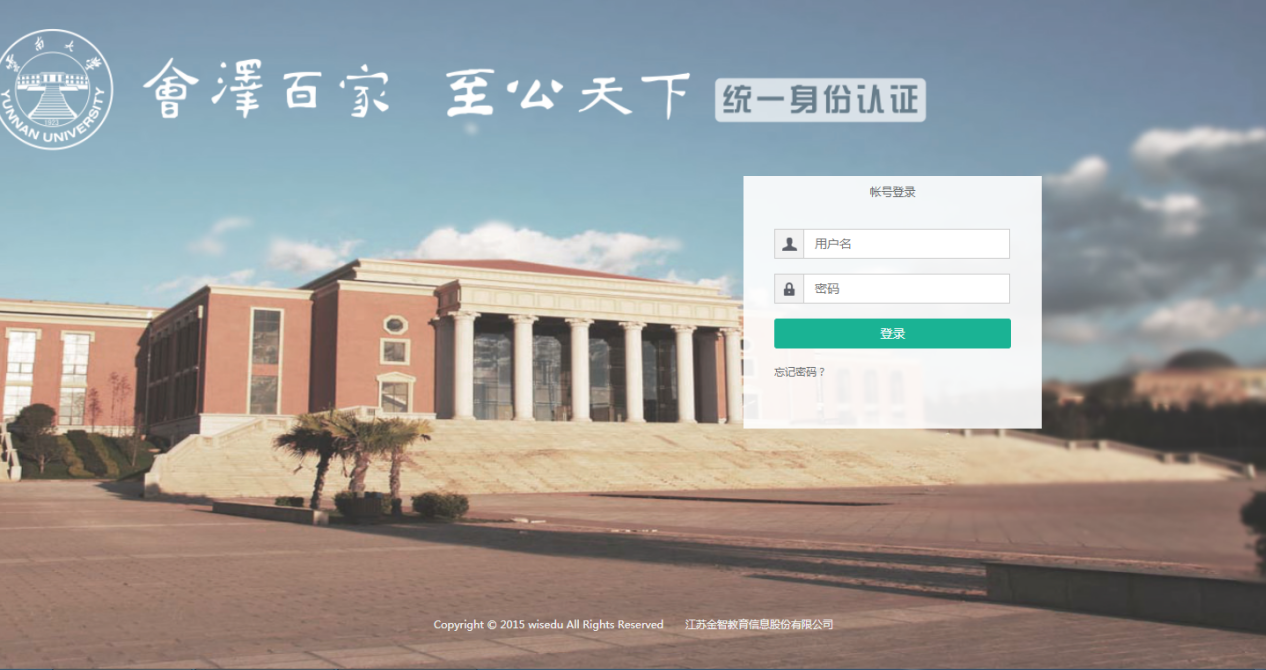 雲南大学
YUNNAN UNIVERSITY
會澤百家 至公天下 统一身份认证
帐号登录
用户名
密码
登录
忘记密码？
Copyright © 2015 wisedu All Rights Reserved 江苏金智教育信息股份有限公司